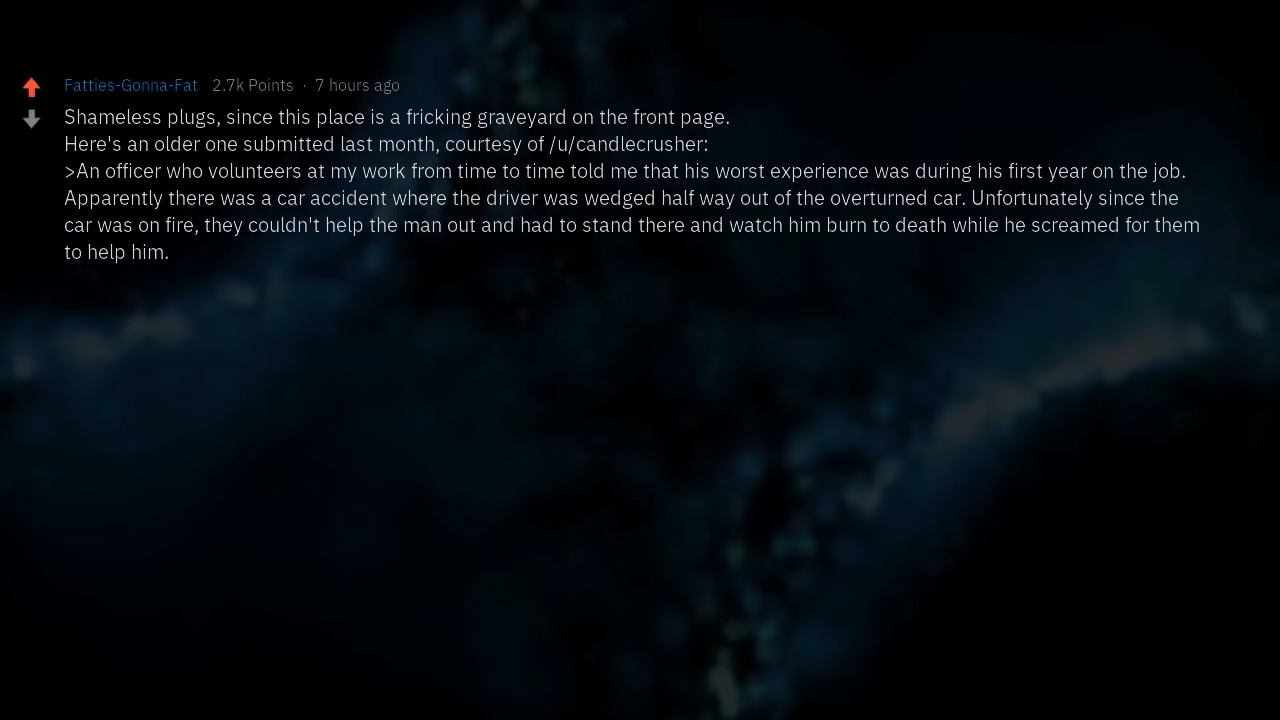 Fatties-Gonna-Fat 2.7k Points · 7 hours ago
Shameless plugs, since this place is a fricking graveyard on the front page.
Here's an older one submitted last month, courtesy of /u/candlecrusher:
>An officer who volunteers at my work from time to time told me that his worst experience was during his first year on the job.
Apparently there was a car accident where the driver was wedged half way out of the overturned car. Unfortunately since the
car was on fire, they couldn't help the man out and had to stand there and watch him burn to death while he screamed for them
to help him.